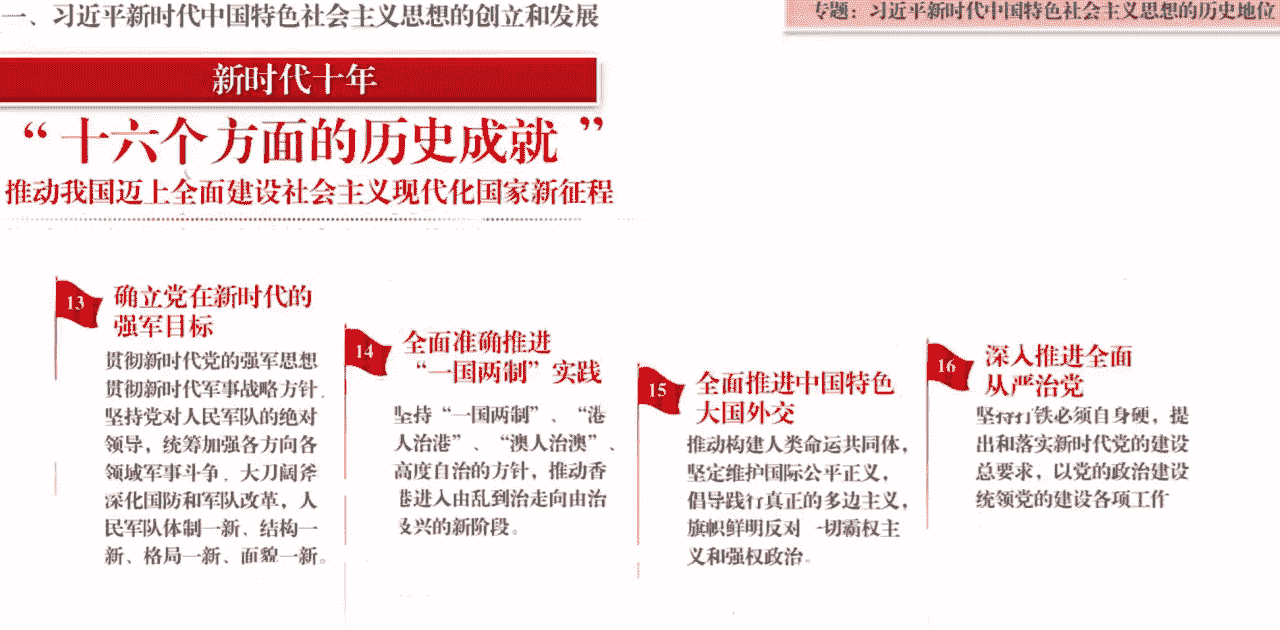 一、习近平新时代中国特色社会主义思想的创立和发展
专题：习近平新时代中国特色社会主义思想的历史地位
新时代十年
“十六个方面的历史成就”
推动我国迈上全面建设社会主义现代化国家新征程
13
确立党在新时代的
强军目标
贯彻新时代党的强军思想
贯彻新时代军事战略方针，
坚持党对人民军队的绝对
领导，统筹加强各方向各
领域军事斗争，大刀阔斧
深化国防和军队改革，人
民军队体制一新、结构一
新、格局一新、面貌一新。
14
全面准确推进
“一国两制”实践
坚持“一国两制”、“港
人治港”、“澳人治澳”、
高度自治的方针，推动香
港进入由乱到治走向由治
及兴的新阶段。
15
全面推进中国特色
大国外交
推动构建人类命运共同体，
坚定维护国际公平正义，
倡导践行真正的多边主义，
旗帜鲜明反对一切霸权主
义和强权政治。
16
深入推进全面
从严治党
坚持打铁必须自身硬，提
出和落实新时代党的建设
总要求，以党的政治建设
统领党的建设各项工作